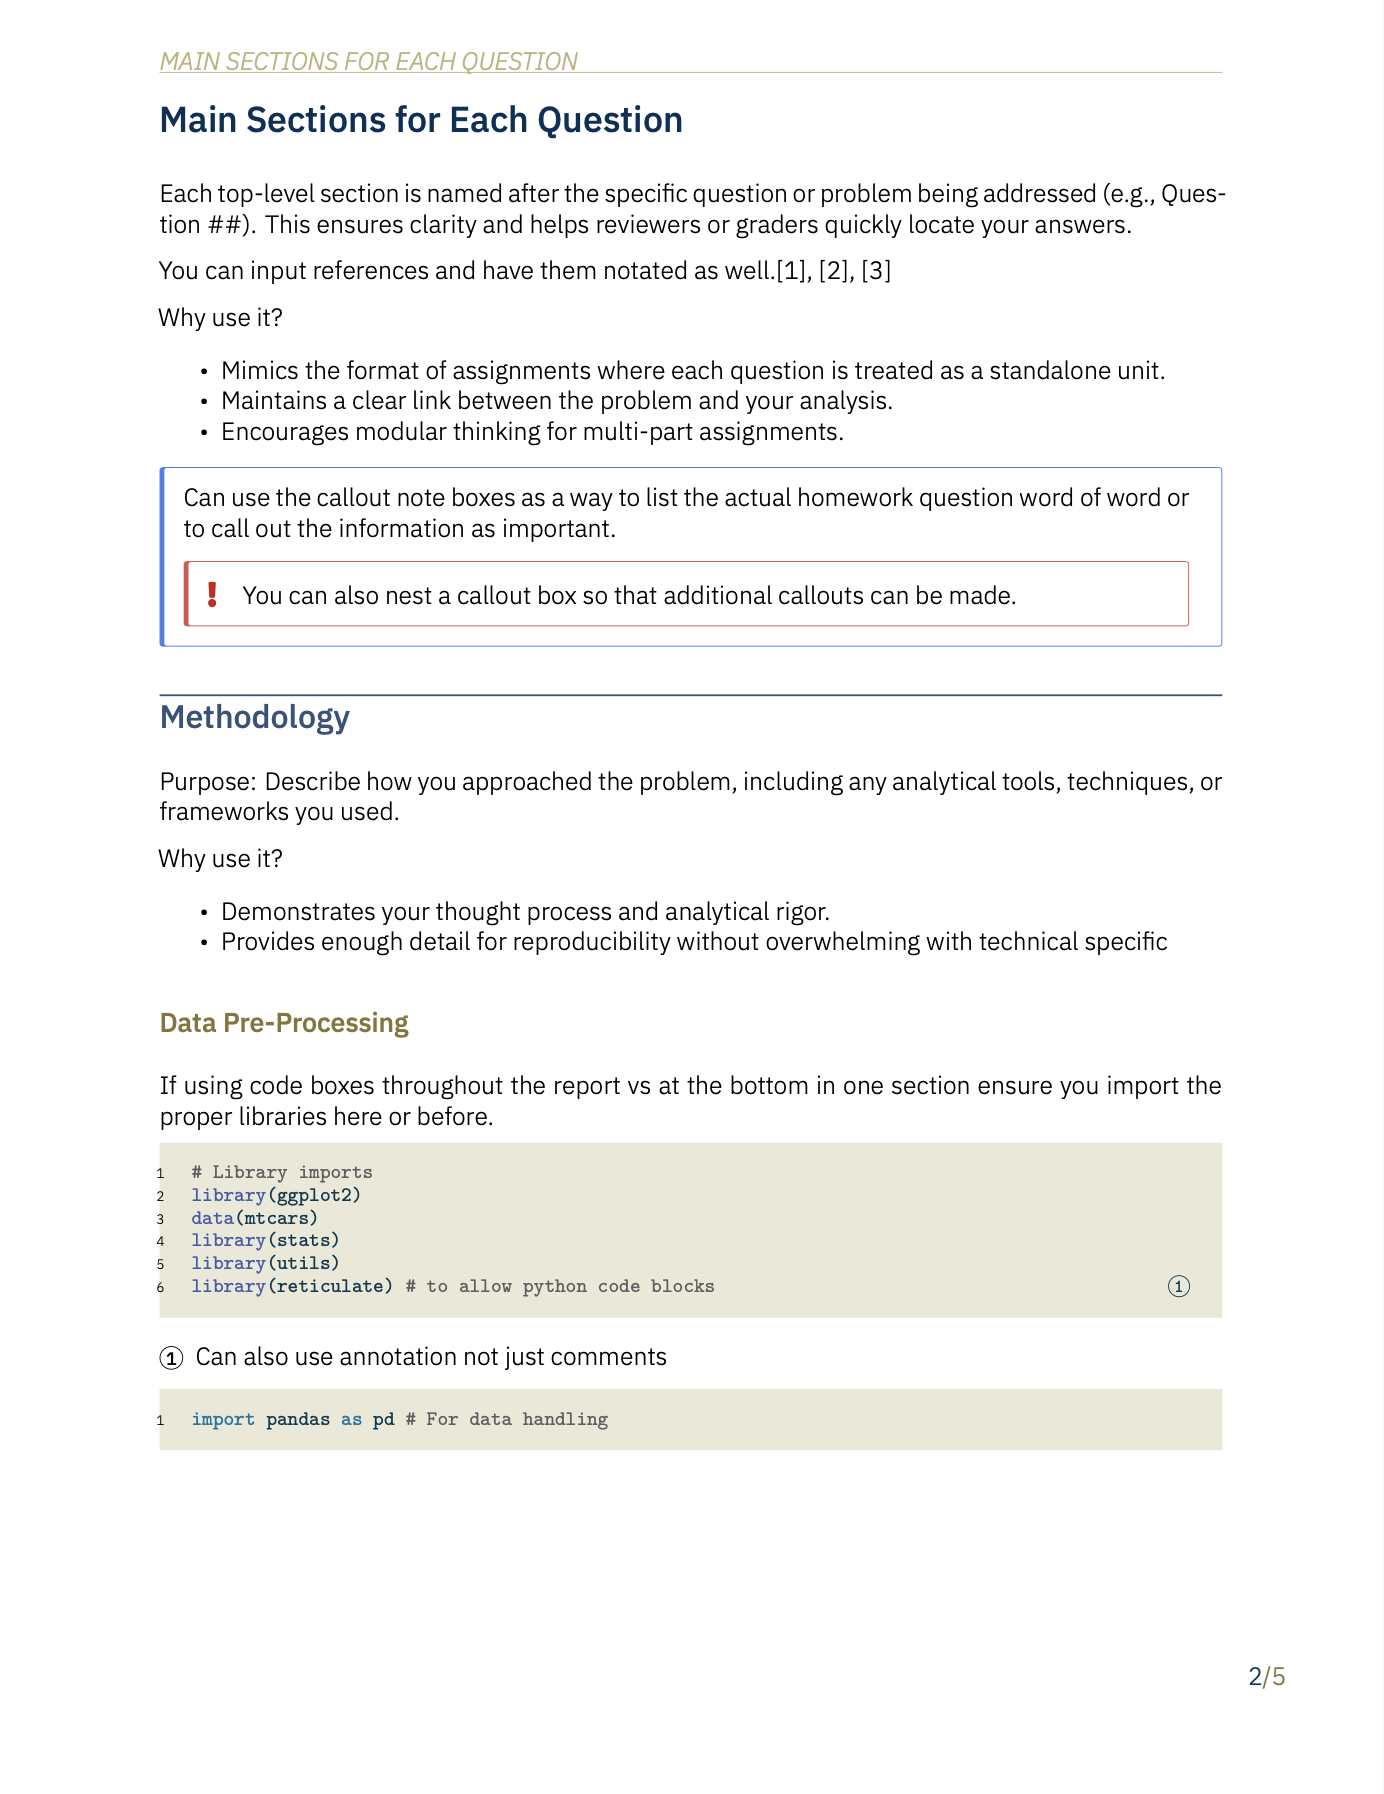 MAIN SECTIONS FOR EACH QUESTION
Main Sections for Each Question
Each top-level section is named after the specific question or problem being addressed (e.g., Ques-
tion ##). This ensures clarity and helps reviewers or graders quickly locate your answers.
You can input references and have them notated as well.[1], [2], [3]
Why use it?
• Mimics the format of assignments where each question is treated as a standalone unit.
• Maintains a clear link between the problem and your analysis.
• Encourages modular thinking for multi-part assignments.
Can use the callout note boxes as a way to list the actual homework question word of word or
to call out the information as important.
! You can also nest a callout box so that additional callouts can be made.
Methodology
Purpose: Describe how you approached the problem, including any analytical tools, techniques, or
frameworks you used.
Why use it?
• Demonstrates your thought process and analytical rigor.
• Provides enough detail for reproducibility without overwhelming with technical specific
Data Pre-Processing
If using code boxes throughout the report vs at the bottom in one section ensure you import the
proper libraries here or before.
1 # Library imports
2 library(ggplot2)
3 data(mtcars)
4 library(stats)
5 library(utils)
6 library(reticulate) # to allow python code blocks ①
① Can also use annotation not just comments
1 import pandas as pd # For data handling
2/5